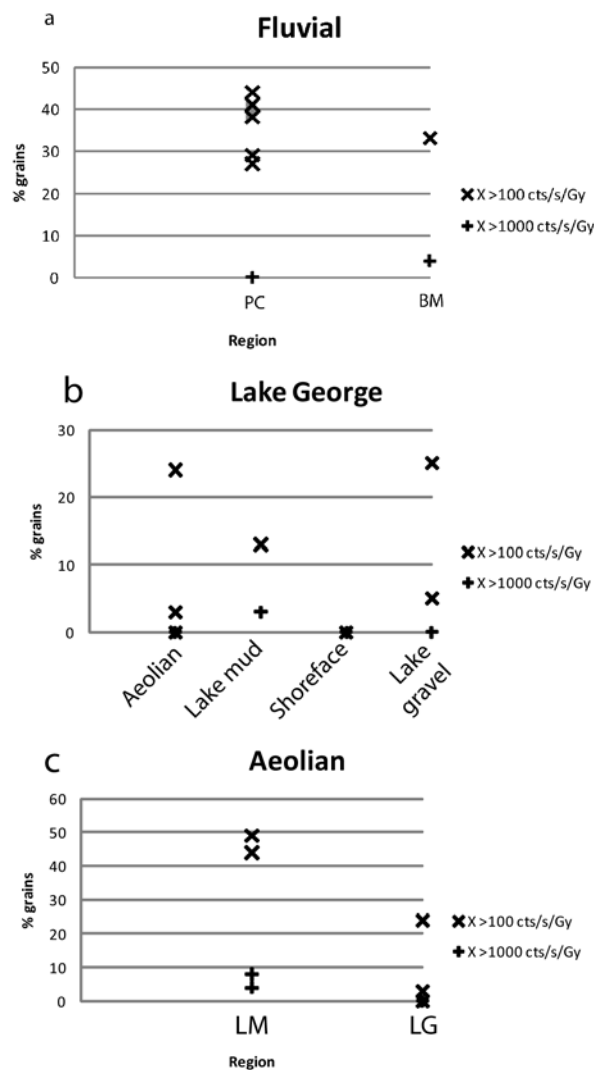 a
Fluvial
50
40
30
20
10
0
% grains
PC
BM
Region
X >100 cts/s/Gy
X >1000 cts/s/Gy
b
Lake George
30
20
10
0
% grains
Aeolian
Lake mud
Shoreface
Lake
gravel
X >100 cts/s/Gy
X >1000 cts/s/Gy
c
Aeolian
60
50
40
30
20
10
0
% grains
LM
LG
Region
X >100 cts/s/Gy
X >1000 cts/s/Gy